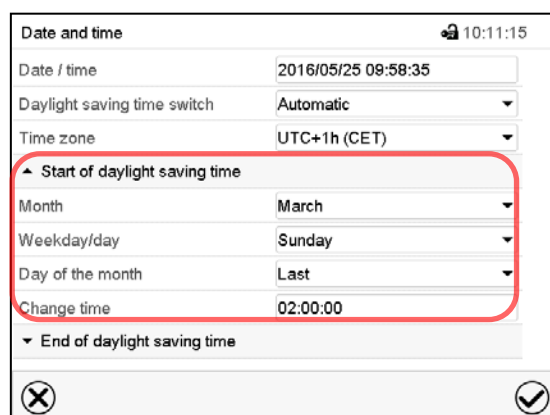 Date and time 10:11:15
Date / time 2016/05/25 09:58:35
Daylight saving time switch Automatic
Time zone UTC+1h (CET)
Start of daylight saving time
Month March
Weekday/day Sunday
Day of the month Last
Change time 02:00:00
End of daylight saving time